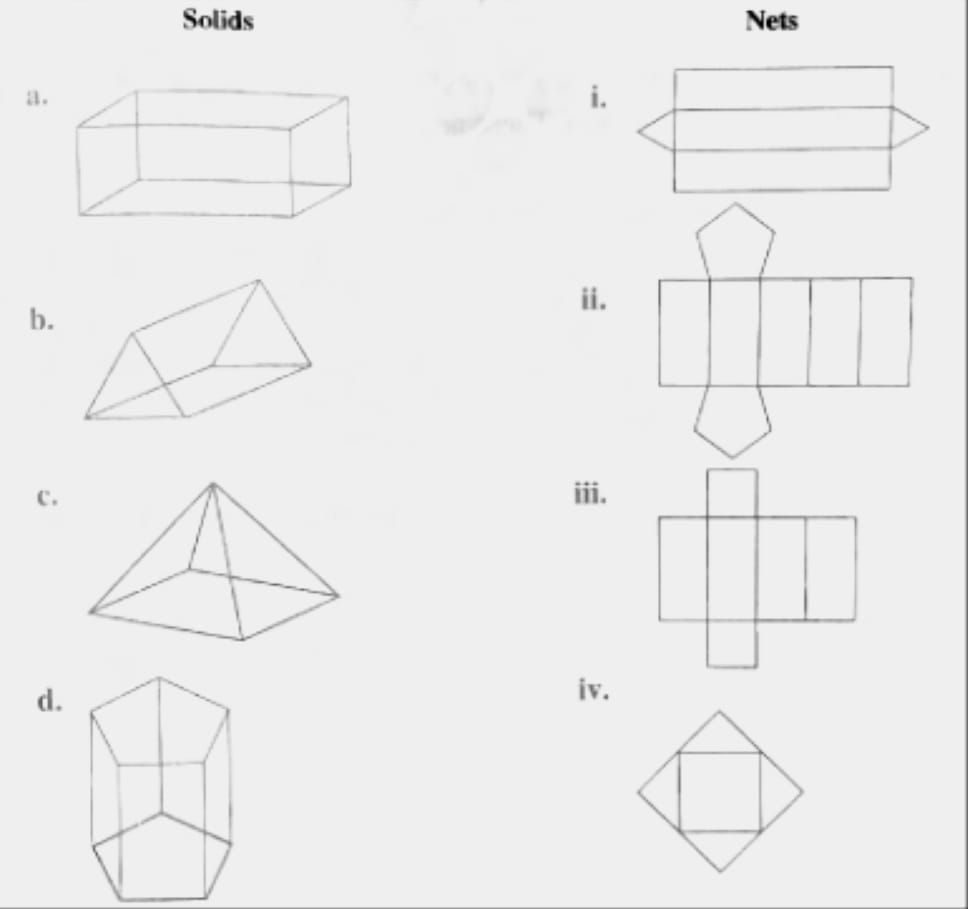 Solids
Nets
a.
i.
b.
ii.
c.
iii.
d.
iv.